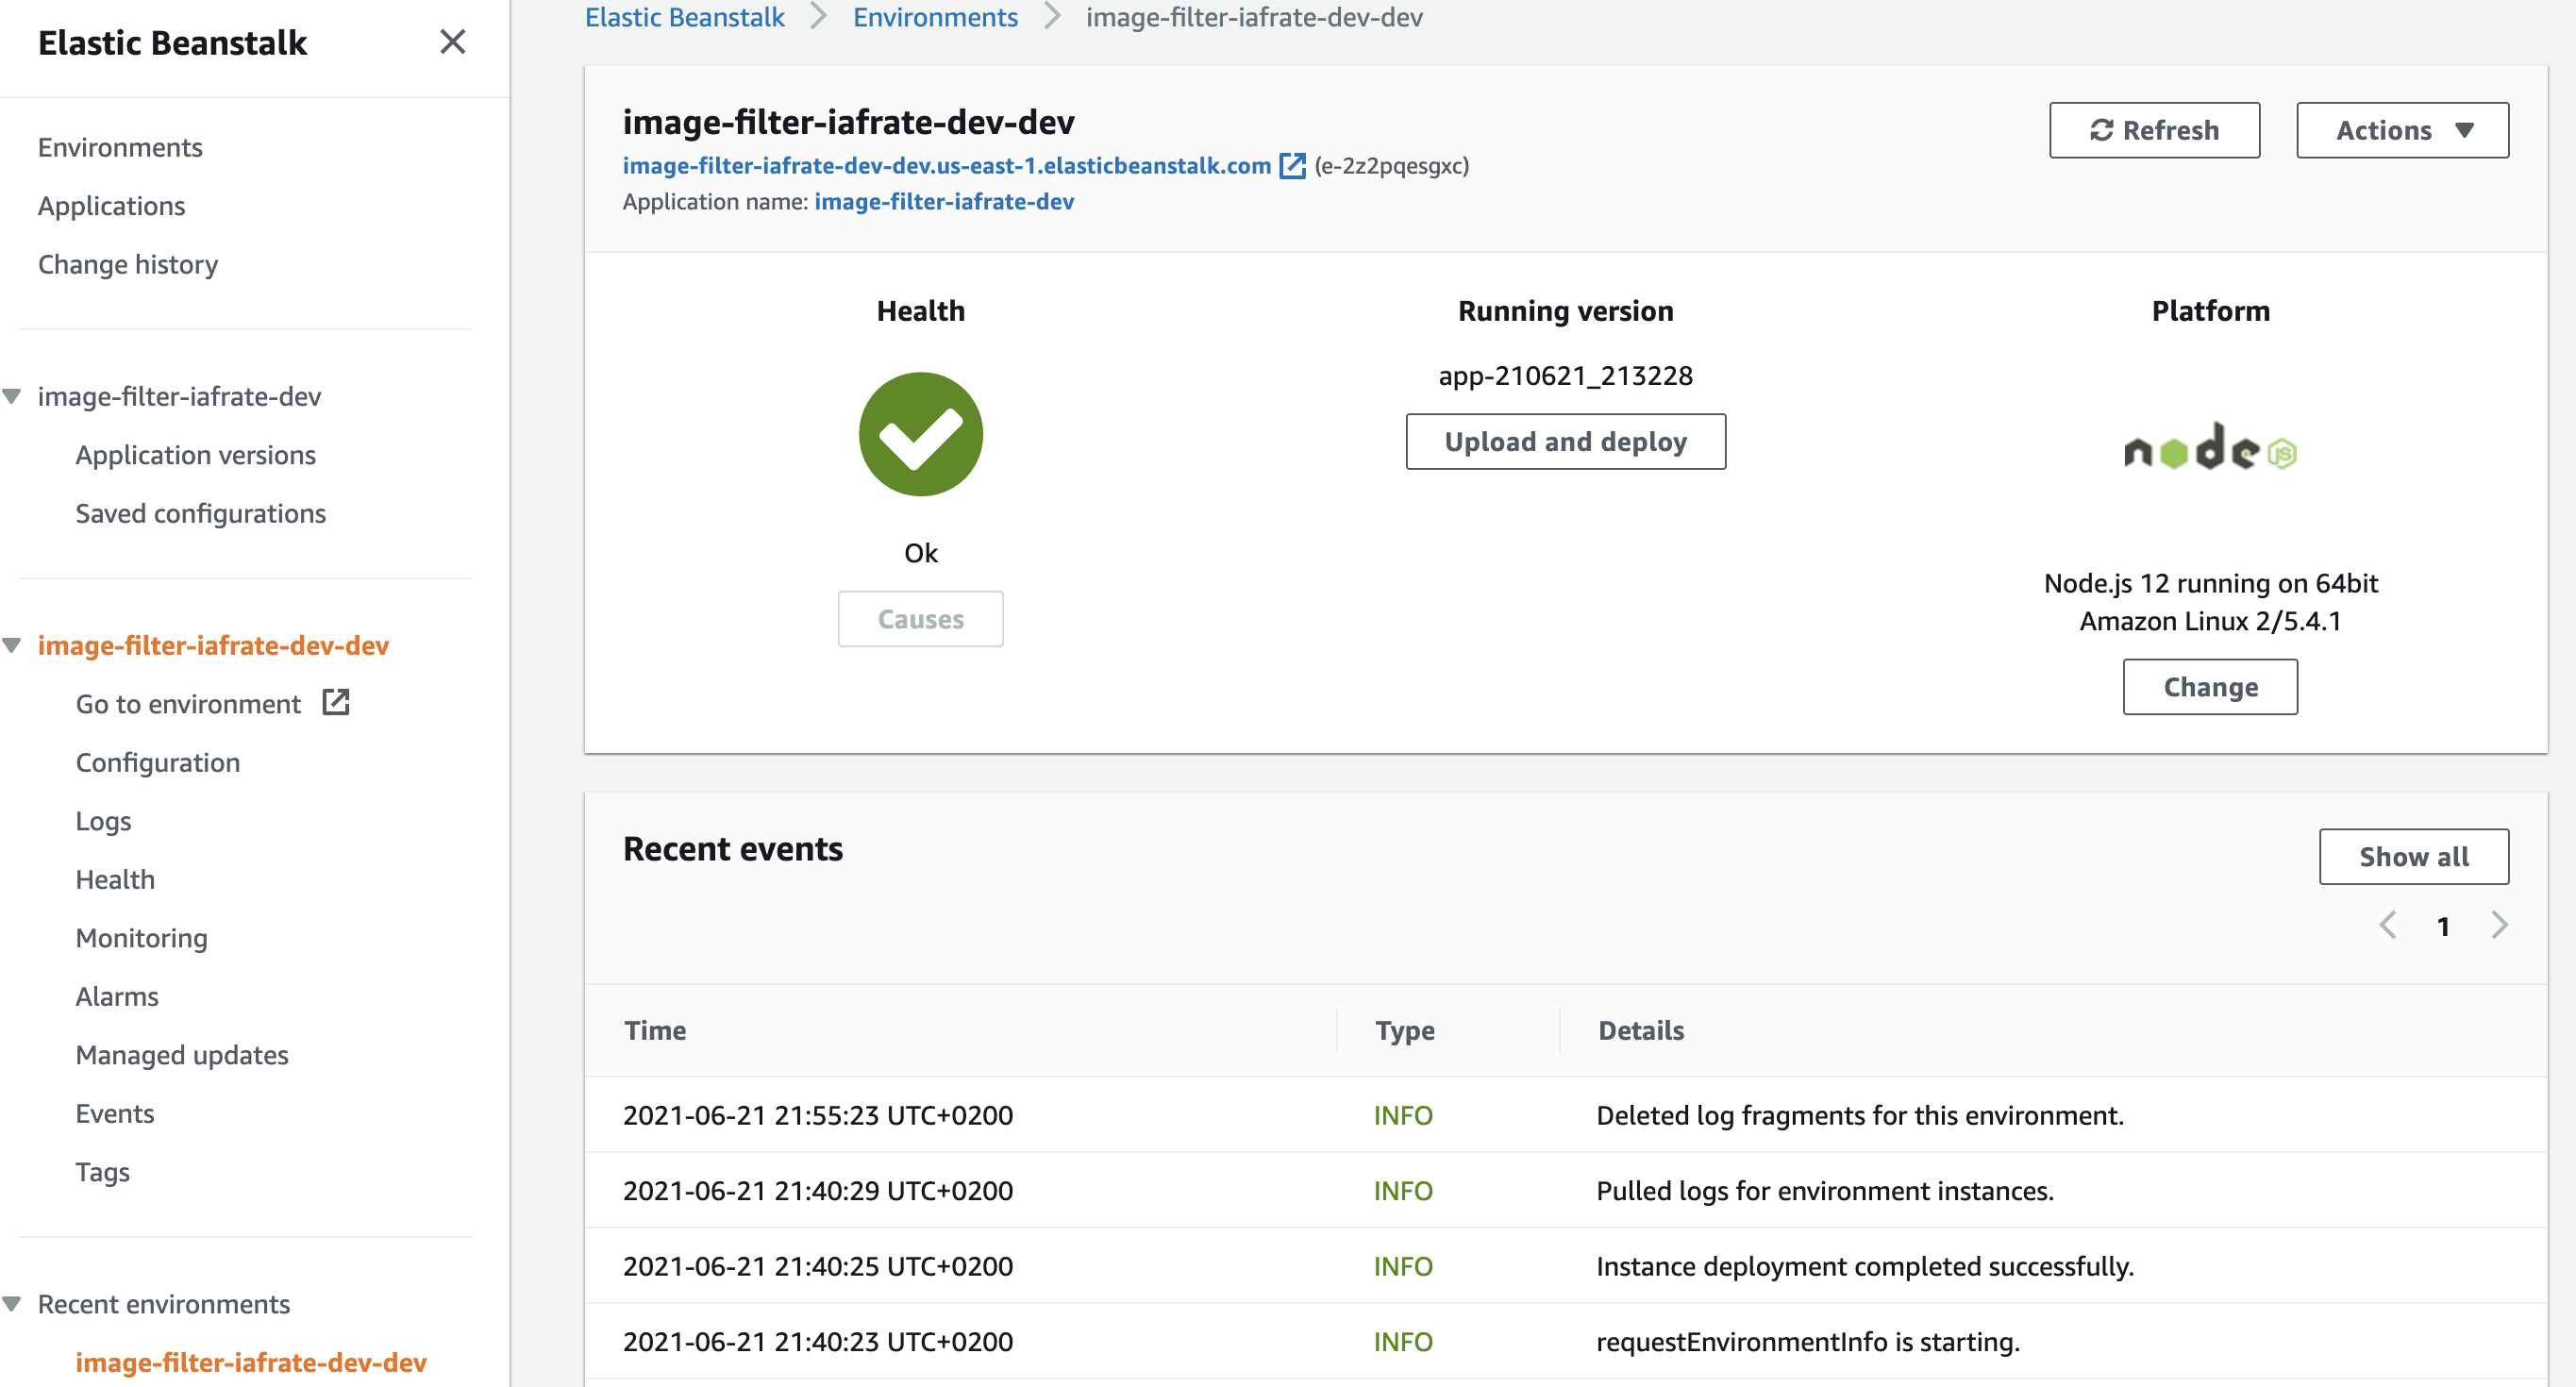 Elastic Beanstalk
Environments
Applications
Change history
image-filter-iafrate-dev
Application versions
Saved configurations
image-filter-iafrate-dev-dev
Go to environment
Configuration
Logs
Health
Monitoring
Alarms
Managed updates
Events
Tags
Recent environments
image-filter-iafrate-dev-dev
Elastic Beanstalk Environments image-filter-iafrate-dev-dev
image-filter-iafrate-dev-dev
image-filter-iafrate-dev-dev.us-east-1.elasticbeanstalk.com (e-2z2pqesgxc)
Application name: image-filter-iafrate-dev
Refresh
Actions
Health
Ok
Causes
Running version
app-210621_213228
Upload and deploy
Platform
node JS
Node.js 12 running on 64bit
Amazon Linux 2/5.4.1
Change
Recent events
Show all
1
Time Type Details
2021-06-21 21:55:23 UTC+0200 INFO Deleted log fragments for this environment.
2021-06-21 21:40:29 UTC+0200 INFO Pulled logs for environment instances.
2021-06-21 21:40:25 UTC+0200 INFO Instance deployment completed successfully.
2021-06-21 21:40:23 UTC+0200 INFO requestEnvironmentInfo is starting.